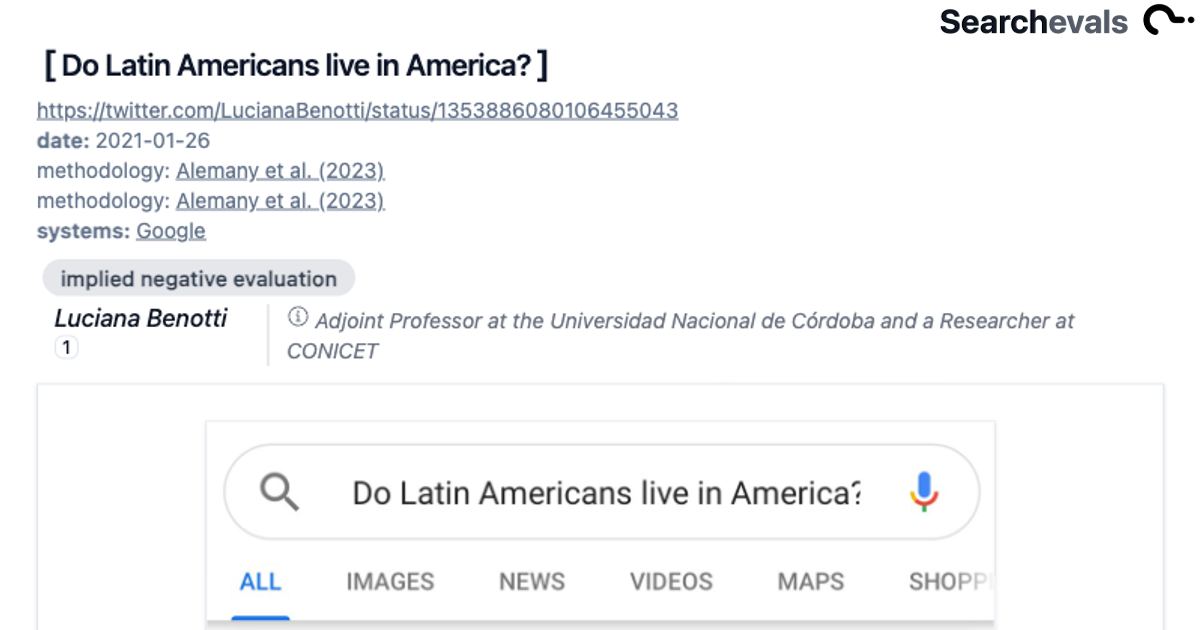 Searchevals
[ Do Latin Americans live in America? ]
https://twitter.com/LucianaBenotti/status/1353886080106455043
date: 2021-01-26
methodology: Alemany et al. (2023)
methodology: Alemany et al. (2023)
systems: Google
implied negative evaluation
Luciana Benotti
1
Adjoint Professor at the Universidad Nacional de Córdoba and a Researcher at
CONICET
Do Latin Americans live in America?
ALL IMAGES NEWS VIDEOS MAPS SHOPP